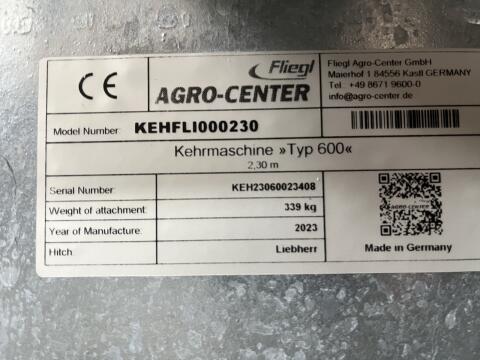 CE
Fliegl
AGRO-CENTER
Fliegl Agro-Center GmbH
Maierhof 1 84556 Kastl GERMANY
Tel.: +49 8671 9600-0
info@agro-center.de
Model Number: KEHFLI000230
Kehrmaschine »Typ 600«
2,30 m
Serial Number: KEH23060023408
Weight of attachment: 339 kg
Year of Manufacture: 2023
Hitch: Liebherr
AGRO-CENTER
Made in Germany